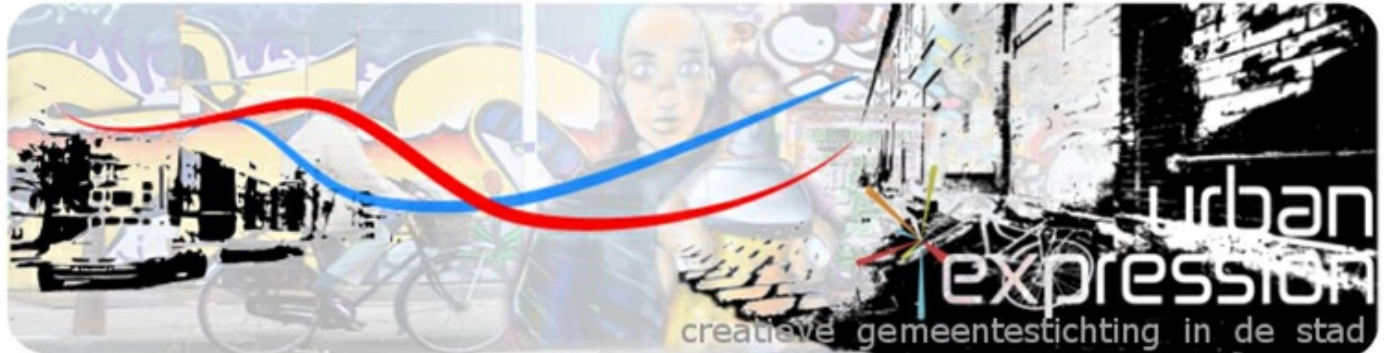 urban
expression
creatieve gemeentestichting in de stad